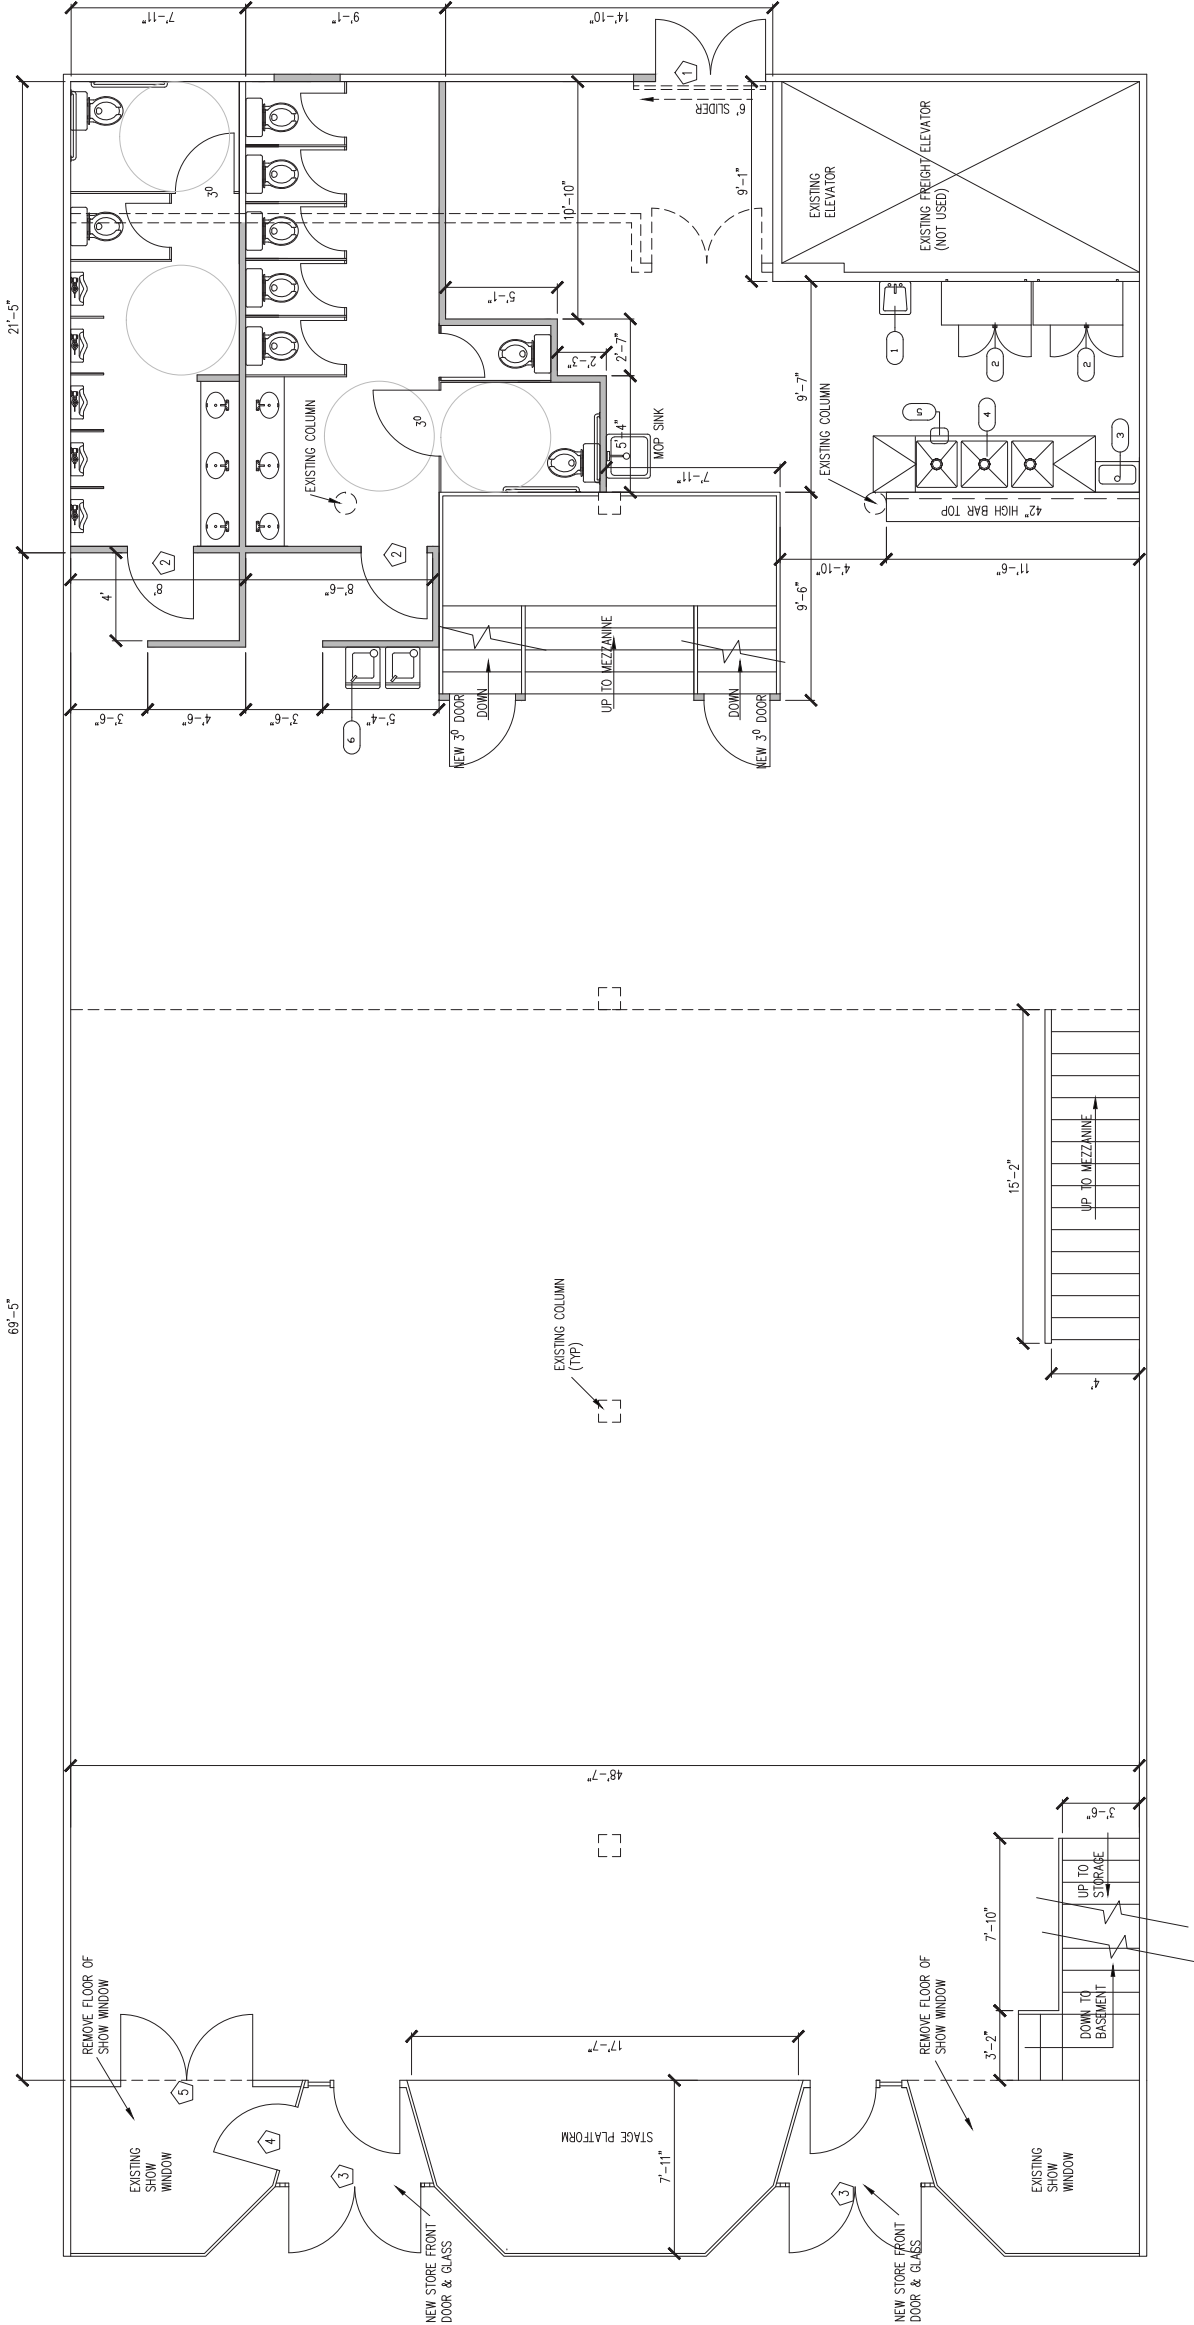 7'-11"
9'-1"
14'-10"
21'-5"
69'-5"
3⁰
1
6' SLIDER
10'-10"
9'-1"
EXISTING
ELEVATOR
EXISTING FREIGHT ELEVATOR
(NOT USED)
5'-1"
2'-3"
2'-7"
1
2
2
9'-7"
EXISTING COLUMN
3⁰
5'-4"
MOP SINK
7'-11"
EXISTING COLUMN
5
4
3
42" HIGH BAR TOP
2
2
4'
8'
8'-6"
4'-10"
11'-6"
9'-6"
3'-6"
4'-6"
3'-6"
5'-4"
6
NEW 3⁰ DOOR
DOWN
UP TO MEZZANINE
DOWN
NEW 3⁰ DOOR
15'-2"
UP TO MEZZANINE
4'
EXISTING COLUMN
(TYP)
48'-7"
3'-6"
7'-10"
UP TO
STORAGE
3'-2"
DOWN TO
BASEMENT
REMOVE FLOOR OF
SHOW WINDOW
REMOVE FLOOR OF
SHOW WINDOW
17'-7"
5
4
3
3
EXISTING
SHOW
WINDOW
STAGE PLATFORM
7'-11"
EXISTING
SHOW
WINDOW
NEW STORE FRONT
DOOR & GLASS
NEW STORE FRONT
DOOR & GLASS